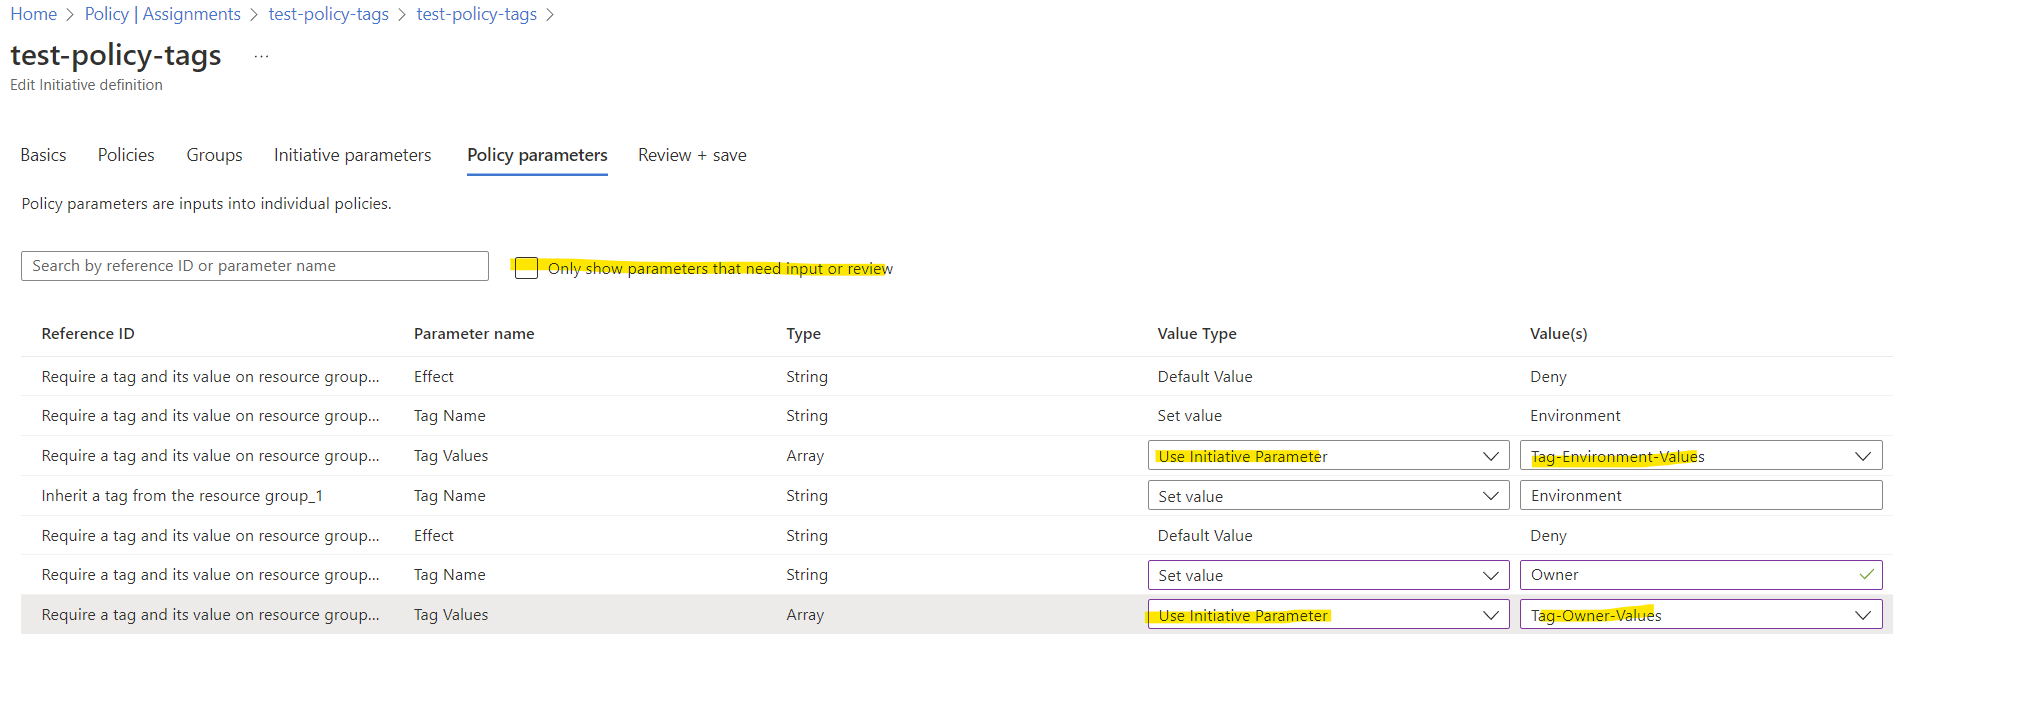 Home > Policy | Assignments > test-policy-tags > test-policy-tags >
test-policy-tags ...
Edit Initiative definition
Basics Policies Groups Initiative parameters Policy parameters Review + save
Policy parameters are inputs into individual policies.
Search by reference ID or parameter name Only show parameters that need input or review
Reference ID Parameter name Type Value Type Value(s)
Require a tag and its value on resource group... Effect String Default Value Deny
Require a tag and its value on resource group... Tag Name String Set value Environment
Require a tag and its value on resource group... Tag Values Array Use Initiative Parameter Tag-Environment-Values
Inherit a tag from the resource group_1 Tag Name String Set value Environment
Require a tag and its value on resource group... Effect String Default Value Deny
Require a tag and its value on resource group... Tag Name String Set value Owner
Require a tag and its value on resource group... Tag Values Array Use Initiative Parameter Tag-Owner-Values